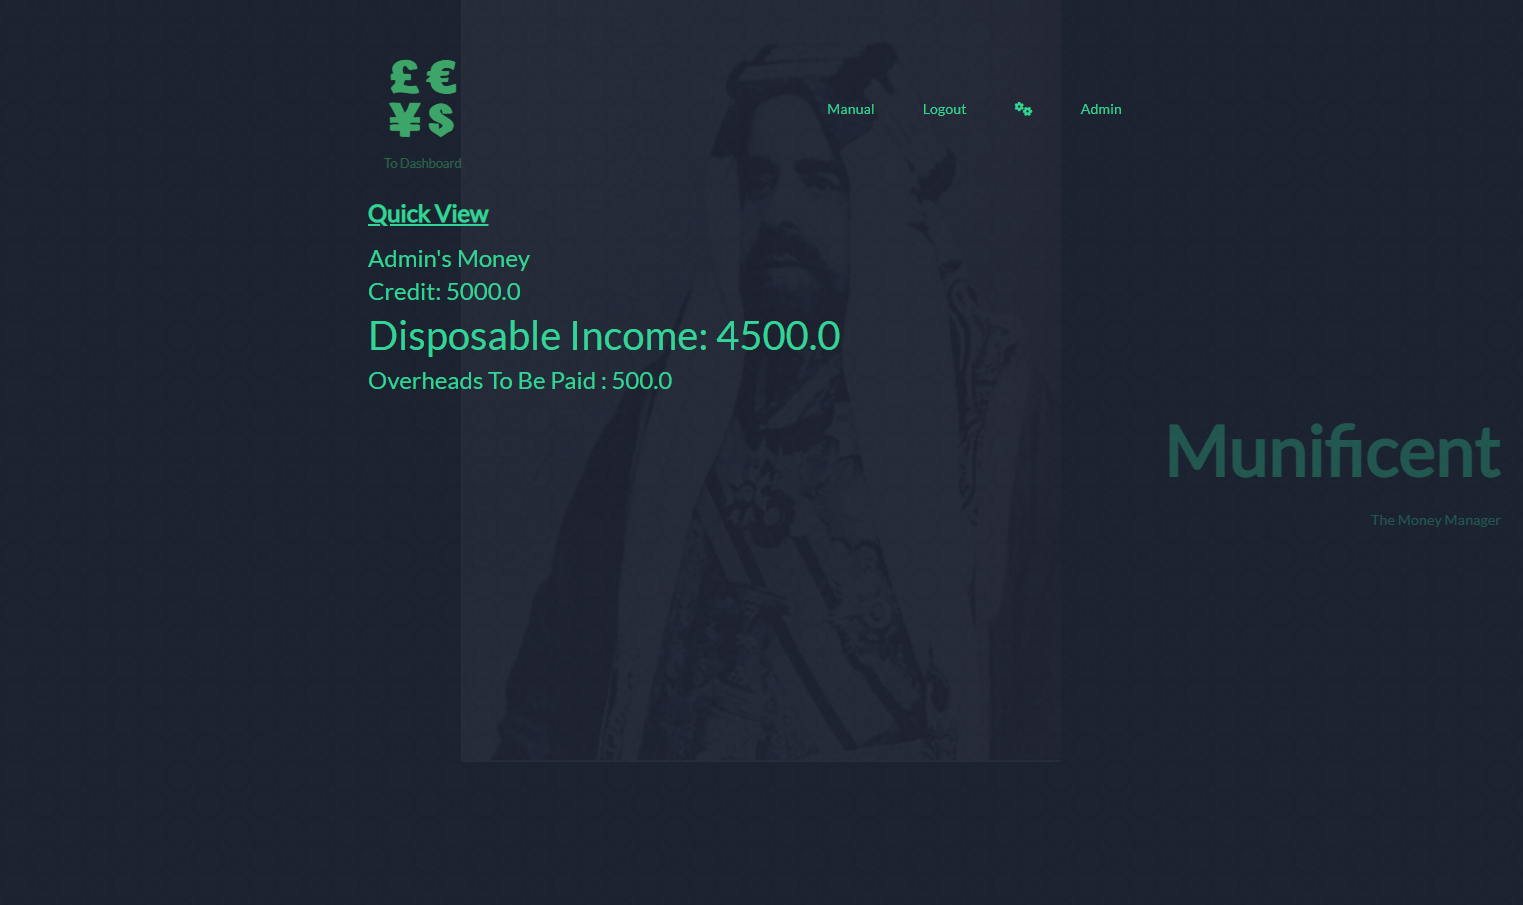 £ €
¥ $
To Dashboard
Manual Logout Admin
Quick View
Admin's Money
Credit: 5000.0
Disposable Income: 4500.0
Overheads To Be Paid : 500.0
Munificent
The Money Manager